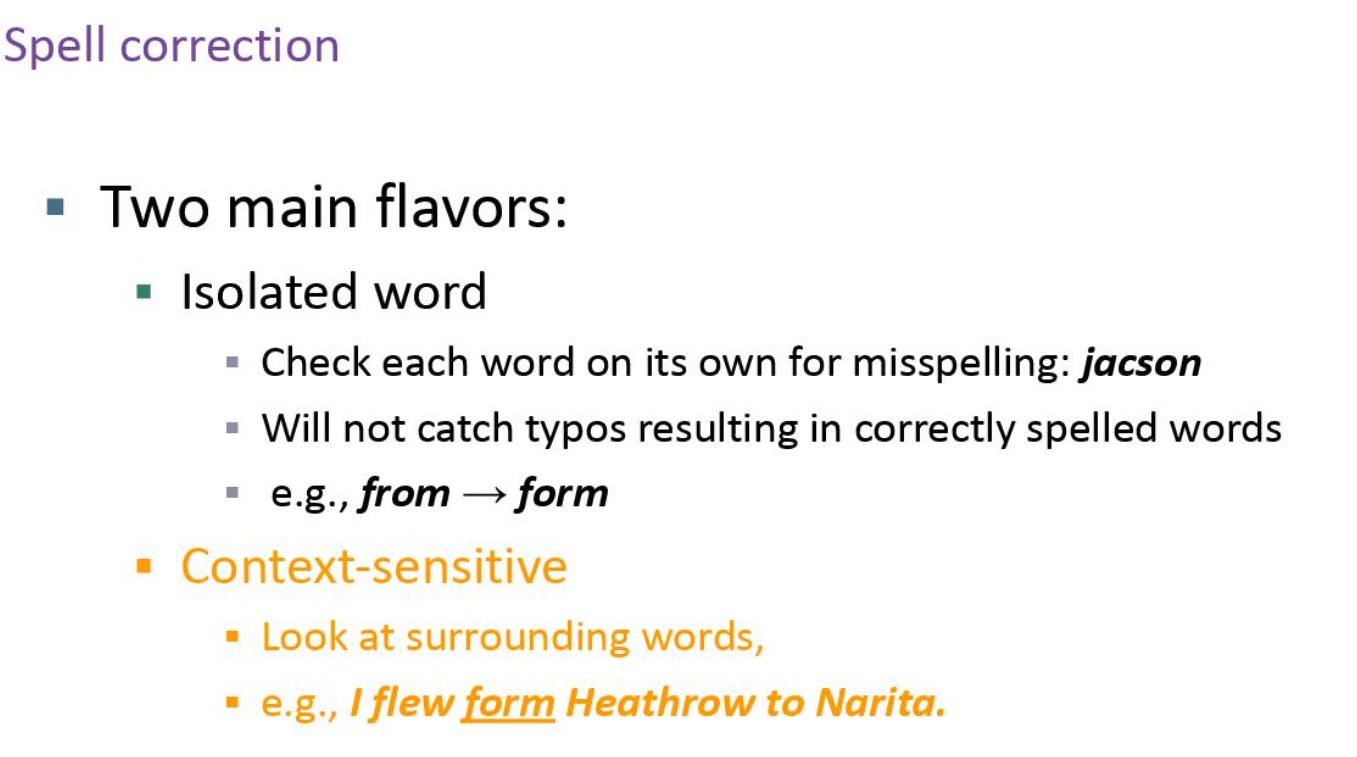 Spell correction
▪ Two main flavors:
▪ Isolated word
▪ Check each word on its own for misspelling: jacson
▪ Will not catch typos resulting in correctly spelled words
▪ e.g., from → form
▪ Context-sensitive
▪ Look at surrounding words,
▪ e.g., I flew form Heathrow to Narita.